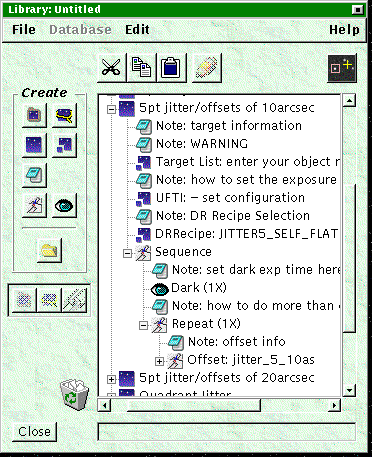 Library: Untitled
File Database Edit Help
Create
5pt jitter/offsets of 10arcsec
Note: target information
Note: WARNING
Target List: enter your object
Note: how to set the exposure
UFTI: – set configuration
Note: DR Recipe Selection
DRRecipe: JITTER5_SELF_FLAT
Sequence
Note: set dark exp time here
Dark (1X)
Note: how to do more than
Repeat (1X)
Note: offset info
Offset: jitter_5_10as
5pt jitter/offsets of 20arcsec
Quadrant Jitter
Close